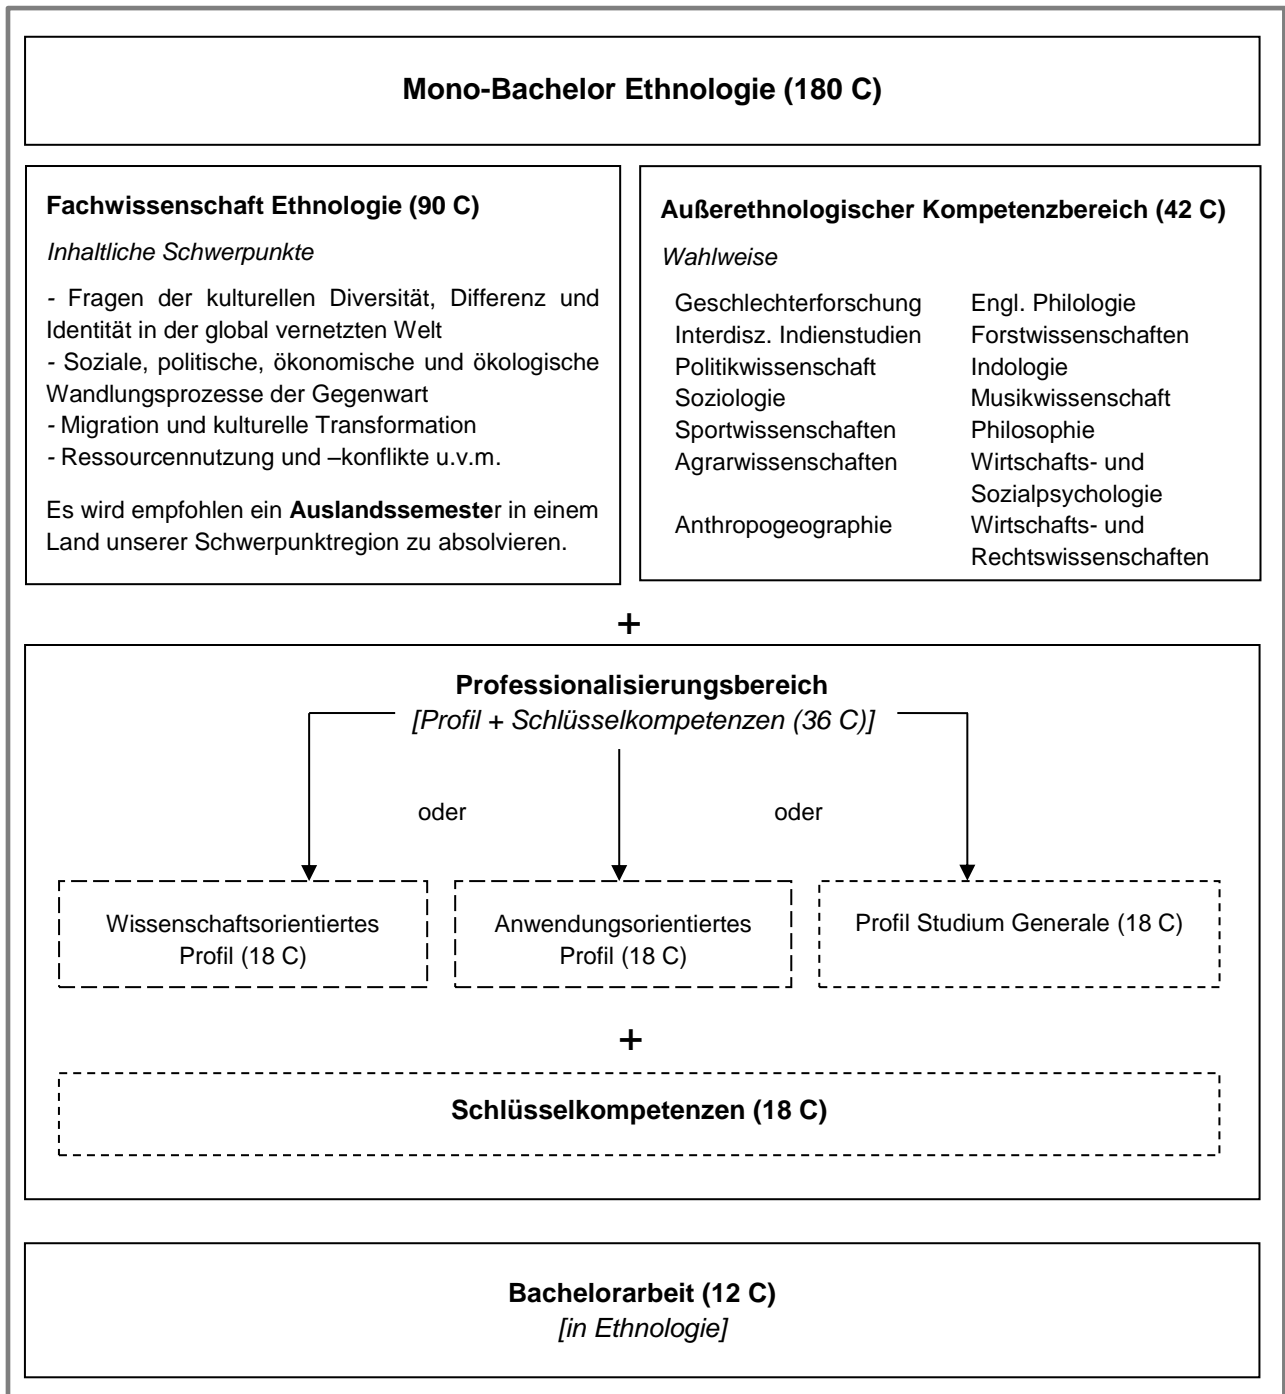 Mono-Bachelor Ethnologie (180 C)
Fachwissenschaft Ethnologie (90 C)
Inhaltliche Schwerpunkte
- Fragen der kulturellen Diversität, Differenz und
Identität in der global vernetzten Welt
- Soziale, politische, ökonomische und ökologische
Wandlungsprozesse der Gegenwart
- Migration und kulturelle Transformation
- Ressourcennutzung und –konflikte u.v.m.
Es wird empfohlen ein Auslandssemester in einem
Land unserer Schwerpunktregion zu absolvieren.
Außerethnologischer Kompetenzbereich (42 C)
Wahlweise
Geschlechterforschung
Interdisz. Indienstudien
Politikwissenschaft
Soziologie
Sportwissenschaften
Agrarwissenschaften
Anthropogeographie
Engl. Philologie
Forstwissenschaften
Indologie
Musikwissenschaft
Philosophie
Wirtschafts- und
Sozialpsychologie
Wirtschafts- und
Rechtswissenschaften
+
Professionalisierungsbereich
[Profil + Schlüsselkompetenzen (36 C)]
oder
oder
Wissenschaftsorientiertes
Profil (18 C)
Anwendungsorientiertes
Profil (18 C)
Profil Studium Generale (18 C)
+
Schlüsselkompetenzen (18 C)
Bachelorarbeit (12 C)
[in Ethnologie]